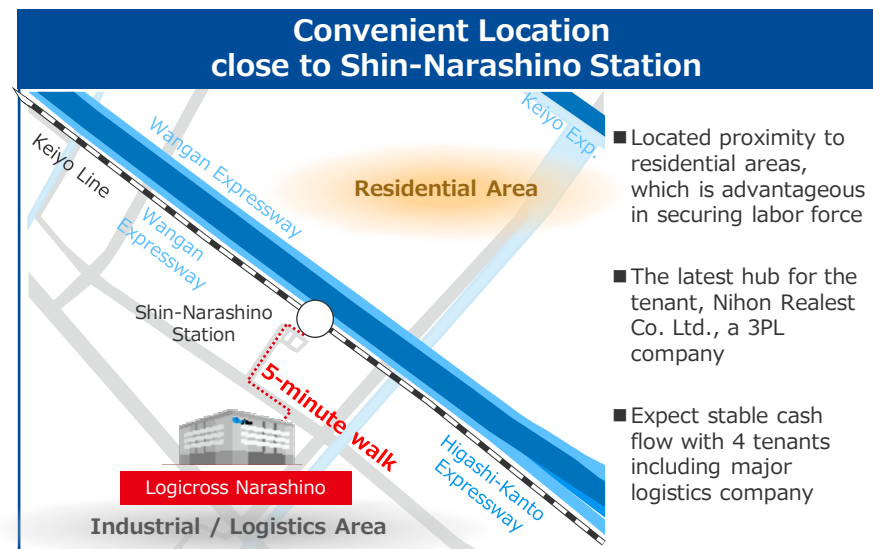 Convenient Location
close to Shin-Narashino Station
Keiyo Line
Wangan Expressway
Wangan
Expressway
Keiyo Exp.
Residential Area
Shin-Narashino
Station
5-minute walk
Logicross Narashino
Higashi-Kanto
Expressway
Industrial / Logistics Area
■ Located proximity to
residential areas,
which is advantageous
in securing labor force
■ The latest hub for the
tenant, Nihon Realest
Co. Ltd., a 3PL
company
■ Expect stable cash
flow with 4 tenants
including major
logistics company